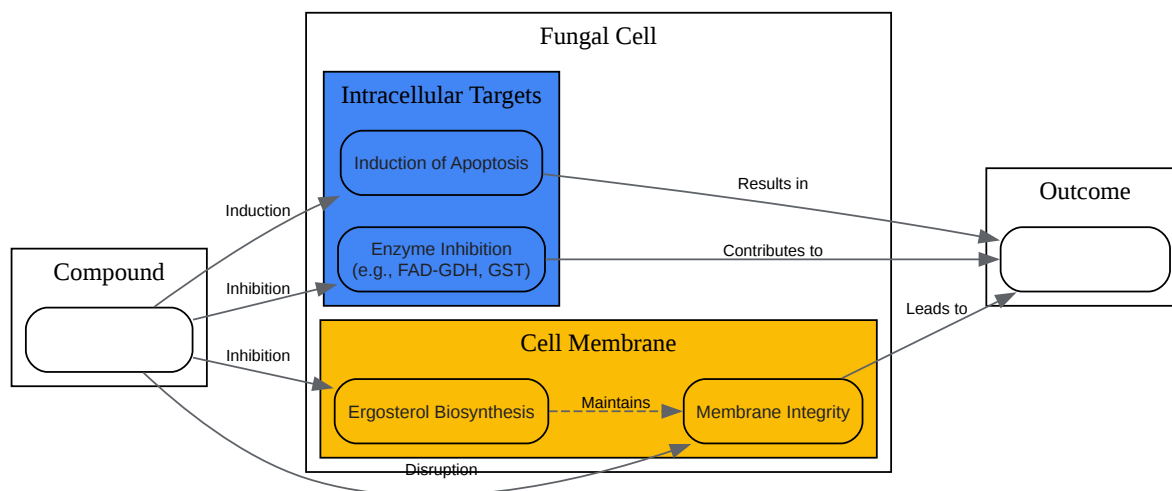 Fungal Cell
Intracellular Targets
Induction of Apoptosis
Results in
Outcome
Induction
Enzyme Inhibition
(e.g., FAD-GDH, GST)
Contributes to
Compound
Inhibition
Leads to
Cell Membrane
Inhibition
Ergosterol Biosynthesis
Maintains
Membrane Integrity
Disruption